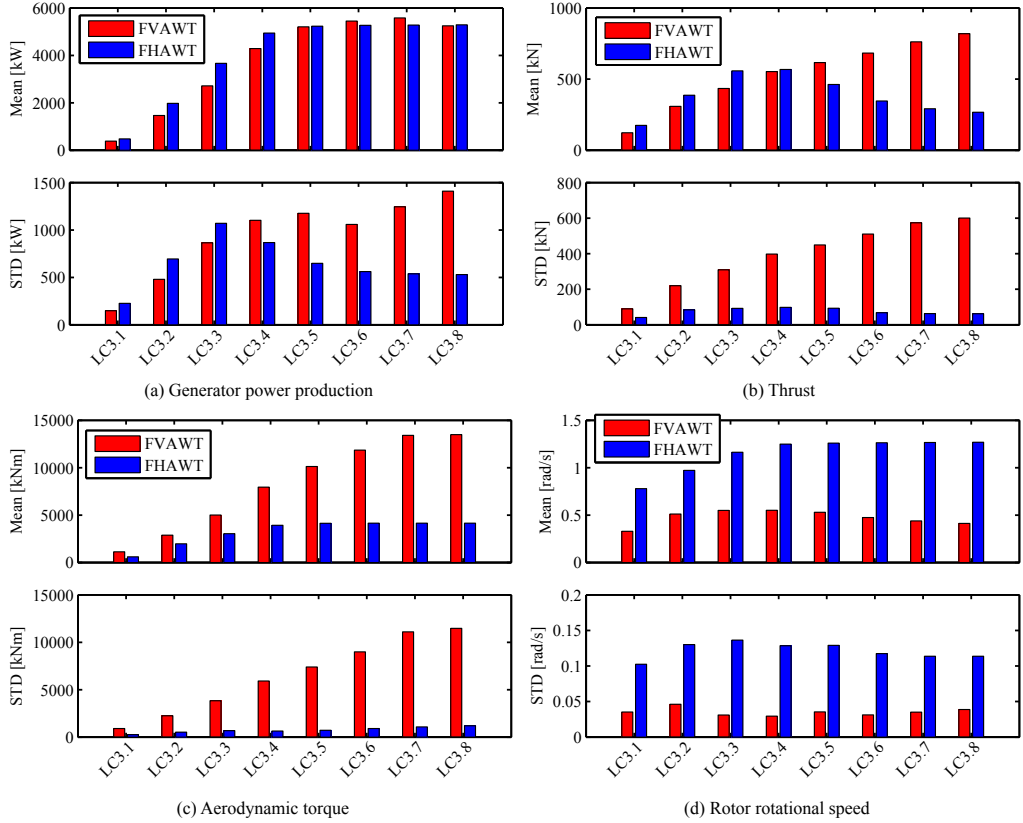 6000
4000
2000
0
Mean [kW]
FVAWT
FHAWT
1500
1000
500
0
STD [kW]
LC3.1
LC3.2
LC3.3
LC3.4
LC3.5
LC3.6
LC3.7
LC3.8
(a) Generator power production
1000
500
0
Mean [kN]
FVAWT
FHAWT
800
600
400
200
0
STD [kN]
LC3.1
LC3.2
LC3.3
LC3.4
LC3.5
LC3.6
LC3.7
LC3.8
(b) Thrust
15000
10000
5000
0
Mean [kNm]
FVAWT
FHAWT
15000
10000
5000
0
STD [kNm]
LC3.1
LC3.2
LC3.3
LC3.4
LC3.5
LC3.6
LC3.7
LC3.8
(c) Aerodynamic torque
1.5
1
0.5
0
Mean [rad/s]
FVAWT
FHAWT
0.2
0.15
0.1
0.05
0
STD [rad/s]
LC3.1
LC3.2
LC3.3
LC3.4
LC3.5
LC3.6
LC3.7
LC3.8
(d) Rotor rotational speed